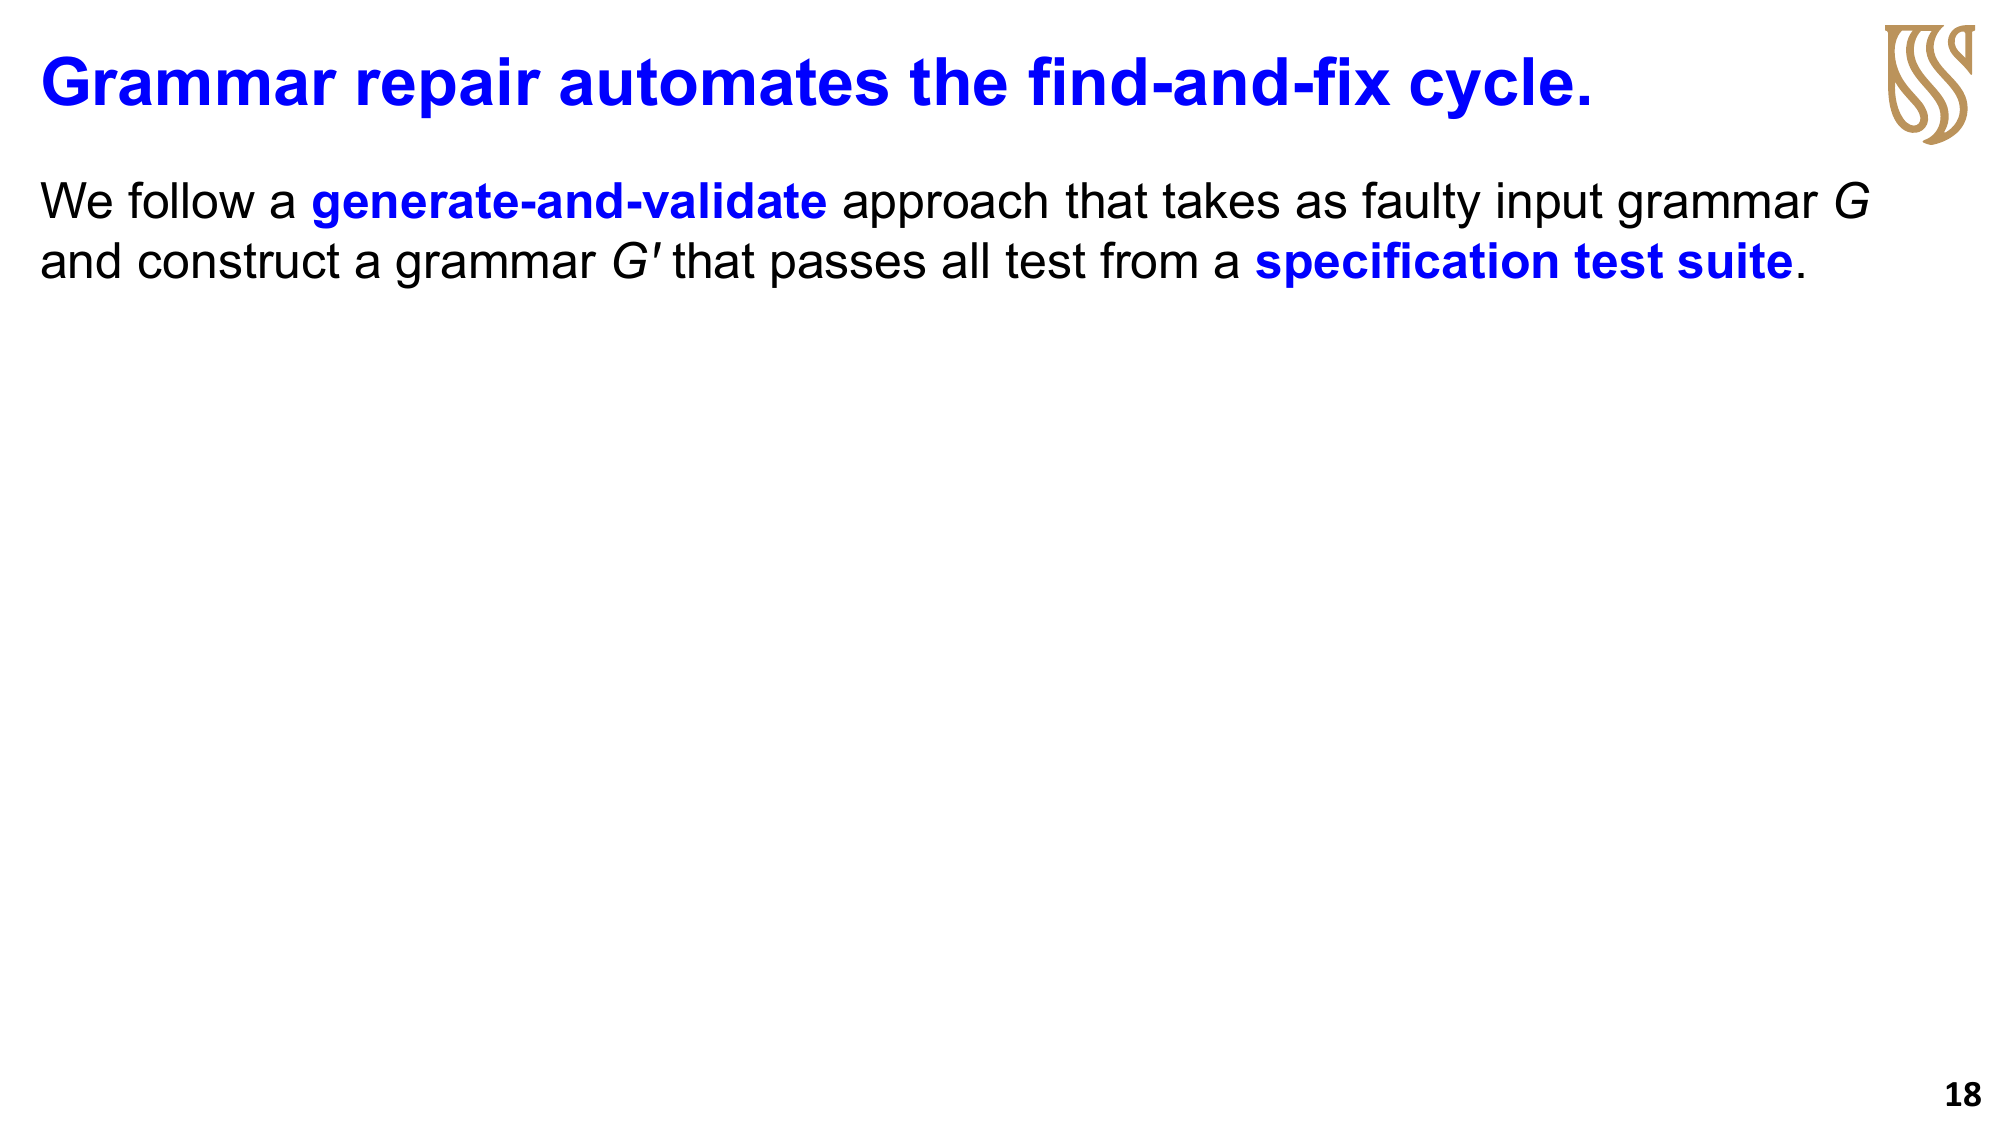 Grammar repair automates the find-and-fix cycle.
We follow a generate-and-validate approach that takes as faulty input grammar G
and construct a grammar G′ that passes all test from a specification test suite.
18